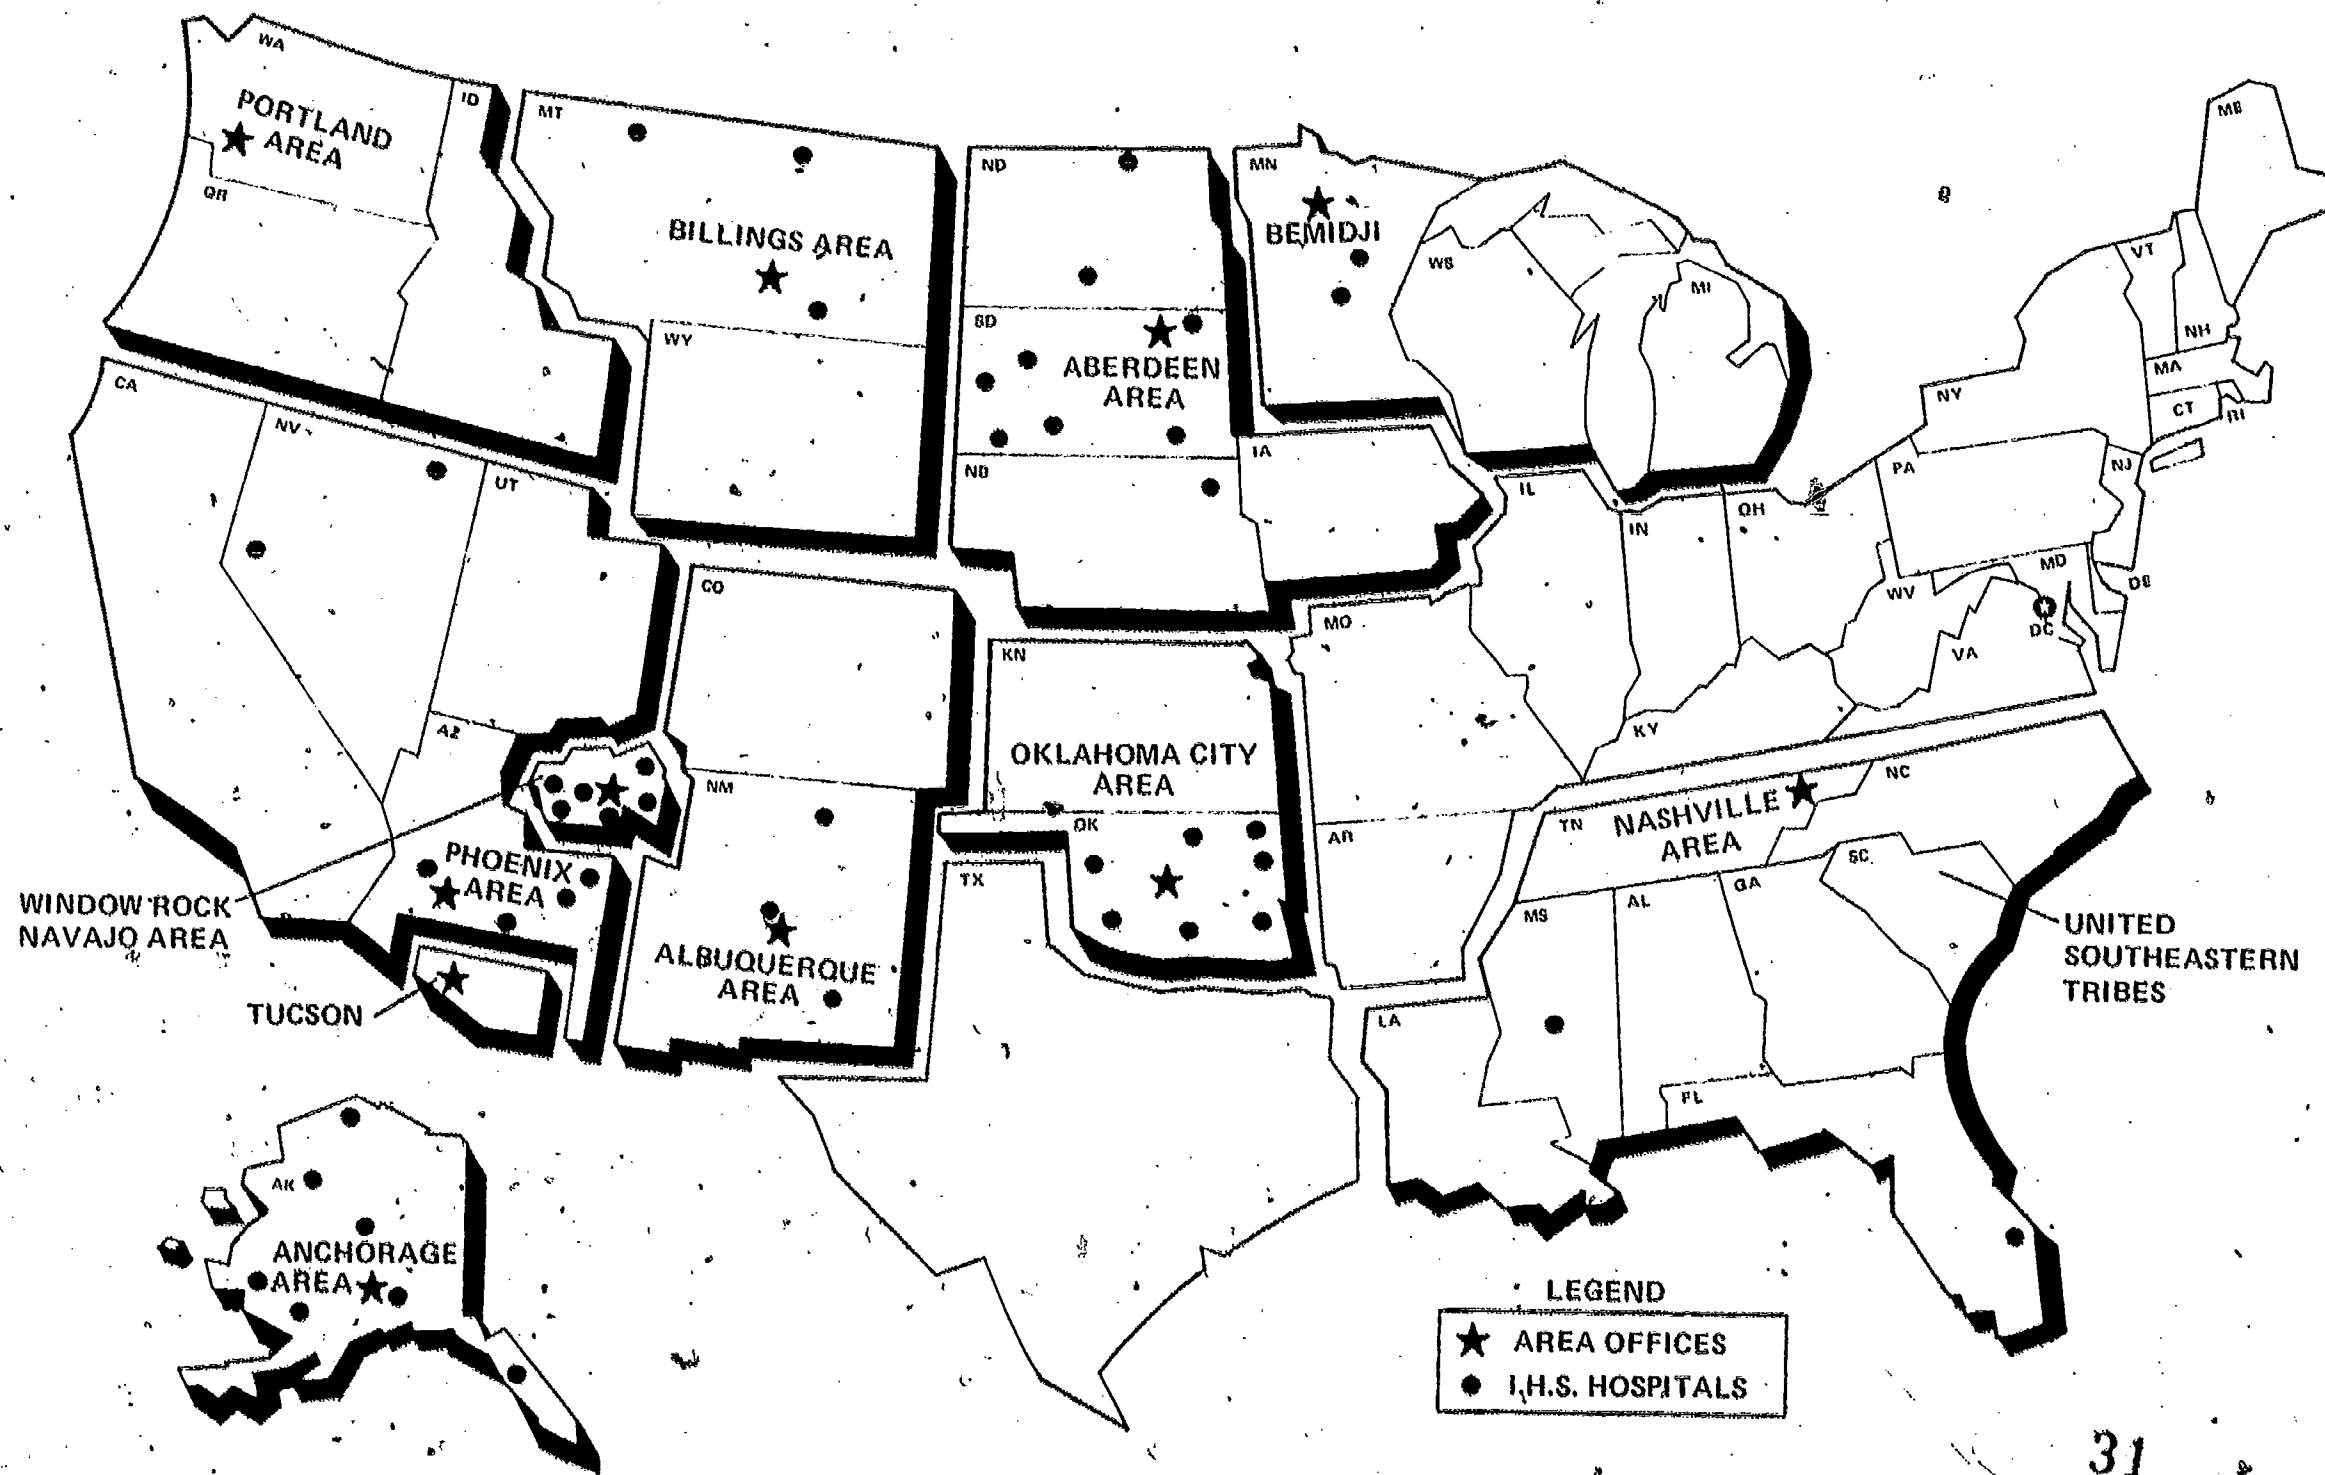 WA
PORTLAND
AREA
ID
OR
MT
BILLINGS AREA
WY
ND
SD
ABERDEEN
AREA
NB
IA
MN
BEMIDJI
WS
MI
ME
VT
NH
MA
CT
RI
NY
PA
NJ
MD
DE
DC
WV
VA
OH
IN
IL
KY
MO
CA
NV
UT
AZ
CO
NM
KN
OKLAHOMA CITY
AREA
OK
AR
TX
LA
TN
NASHVILLE
AREA
NC
SC
GA
AL
MS
FL
UNITED
SOUTHEASTERN
TRIBES
PHOENIX
AREA
WINDOW ROCK
NAVAJO AREA
TUCSON
ALBUQUERQUE
AREA
AK
ANCHORAGE
AREA
LEGEND
★ AREA OFFICES
● I.H.S. HOSPITALS
31